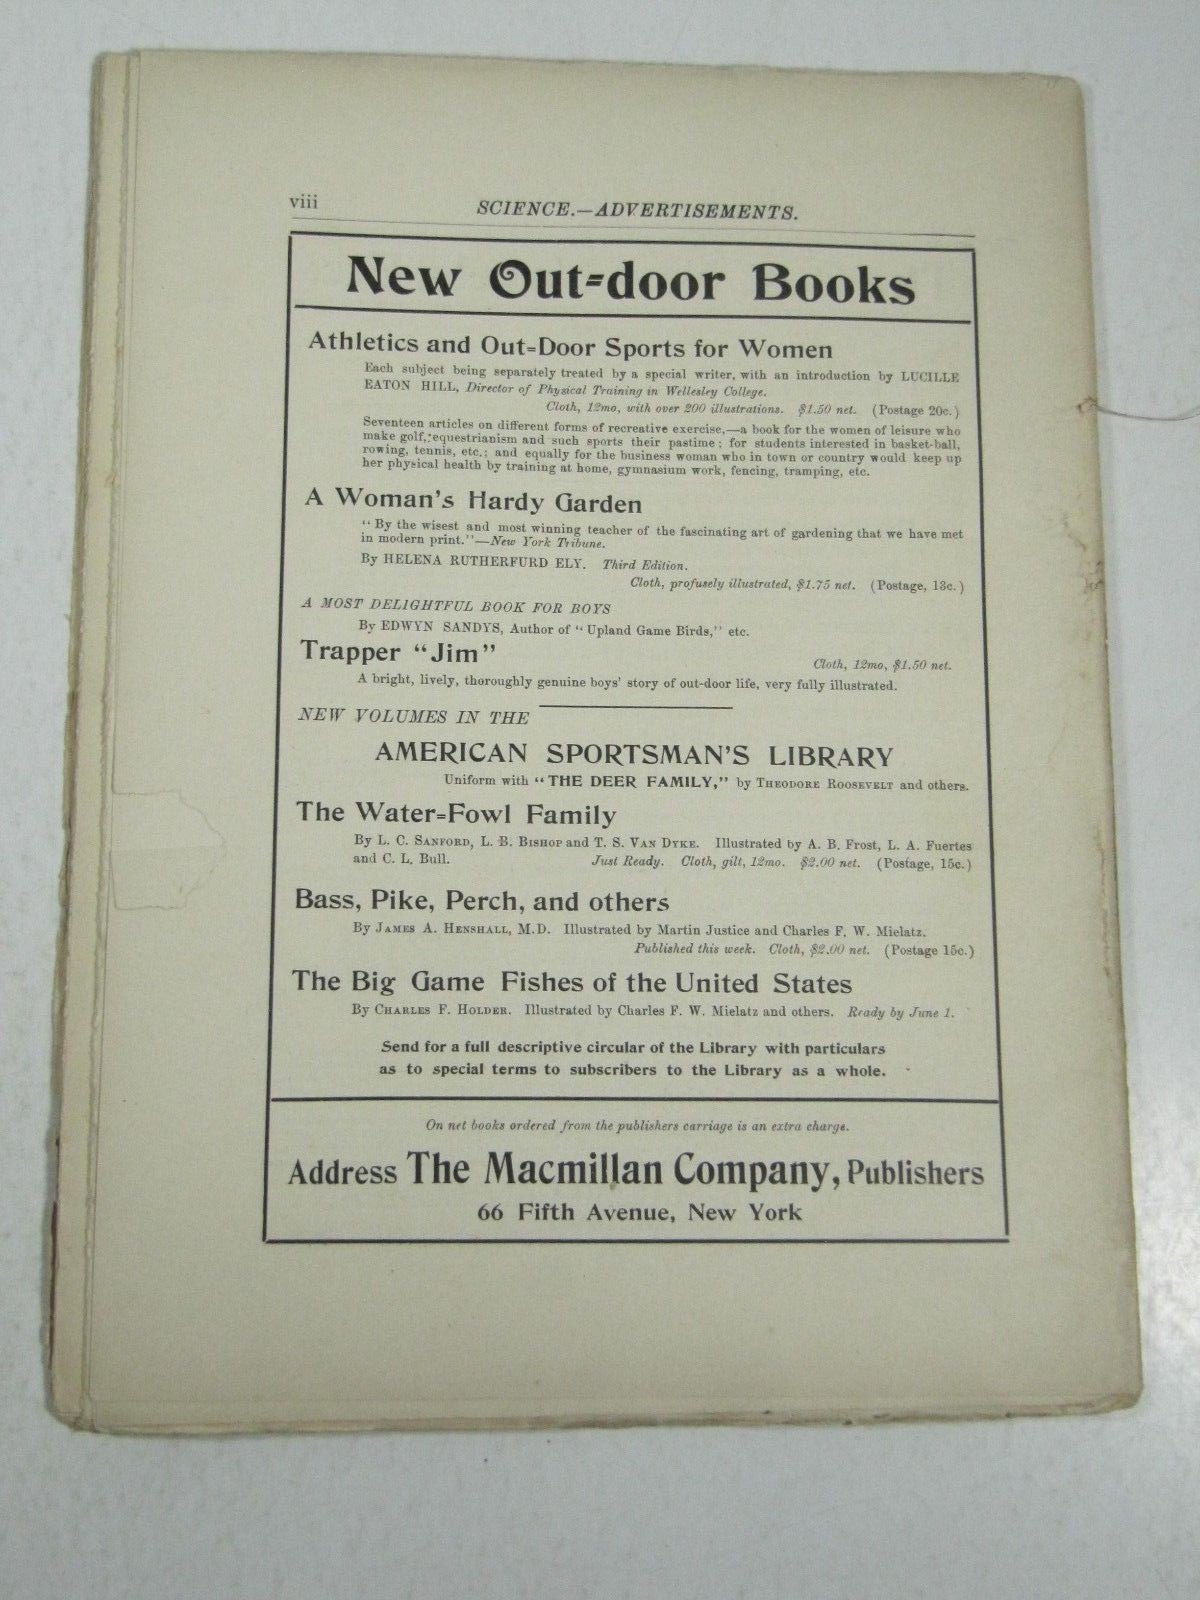 viii
SCIENCE.—ADVERTISEMENTS.
New Out-door Books
Athletics and Out-Door Sports for Women
Each subject being separately treated by a special writer, with an introduction by LUCILLE
EATON HILL, Director of Physical Training in Wellesley College.
Cloth, 12mo, with over 200 illustrations. $1.50 net. (Postage 20c.)
Seventeen articles on different forms of recreative exercise,—a book for the women of leisure who
make golf, equestrianism and such sports their pastime; for students interested in basket-ball,
rowing, tennis, etc.; and equally for the business woman who in town or country would keep up
her physical health by training at home, gymnasium work, fencing, tramping, etc.
A Woman's Hardy Garden
"By the wisest and most winning teacher of the fascinating art of gardening that we have met
in modern print."—New York Tribune.
By HELENA RUTHERFURD ELY. Third Edition.
Cloth, profusely illustrated, $1.75 net. (Postage, 13c.)
A MOST DELIGHTFUL BOOK FOR BOYS
By EDWYN SANDYS, Author of "Upland Game Birds," etc.
Trapper "Jim"
Cloth, 12mo, $1.50 net.
A bright, lively, thoroughly genuine boys' story of out-door life, very fully illustrated.
NEW VOLUMES IN THE
AMERICAN SPORTSMAN'S LIBRARY
Uniform with "THE DEER FAMILY," by THEODORE ROOSEVELT and others.
The Water-Fowl Family
By L. C. SANFORD, L. B. BISHOP and T. S. VAN DYKE. Illustrated by A. B. Frost, L. A. Fuertes
and C. L. Bull. Just Ready. Cloth, gilt, 12mo. $2.00 net. (Postage, 15c.)
Bass, Pike, Perch, and others
By JAMES A. HENSHALL, M.D. Illustrated by Martin Justice and Charles F. W. Mielatz.
Published this week. Cloth, $2.00 net. (Postage 15c.)
The Big Game Fishes of the United States
By CHARLES F. HOLDER. Illustrated by Charles F. W. Mielatz and others. Ready by June 1.
Send for a full descriptive circular of the Library with particulars
as to special terms to subscribers to the Library as a whole.
On net books ordered from the publishers carriage is an extra charge.
Address The Macmillan Company, Publishers
66 Fifth Avenue, New York